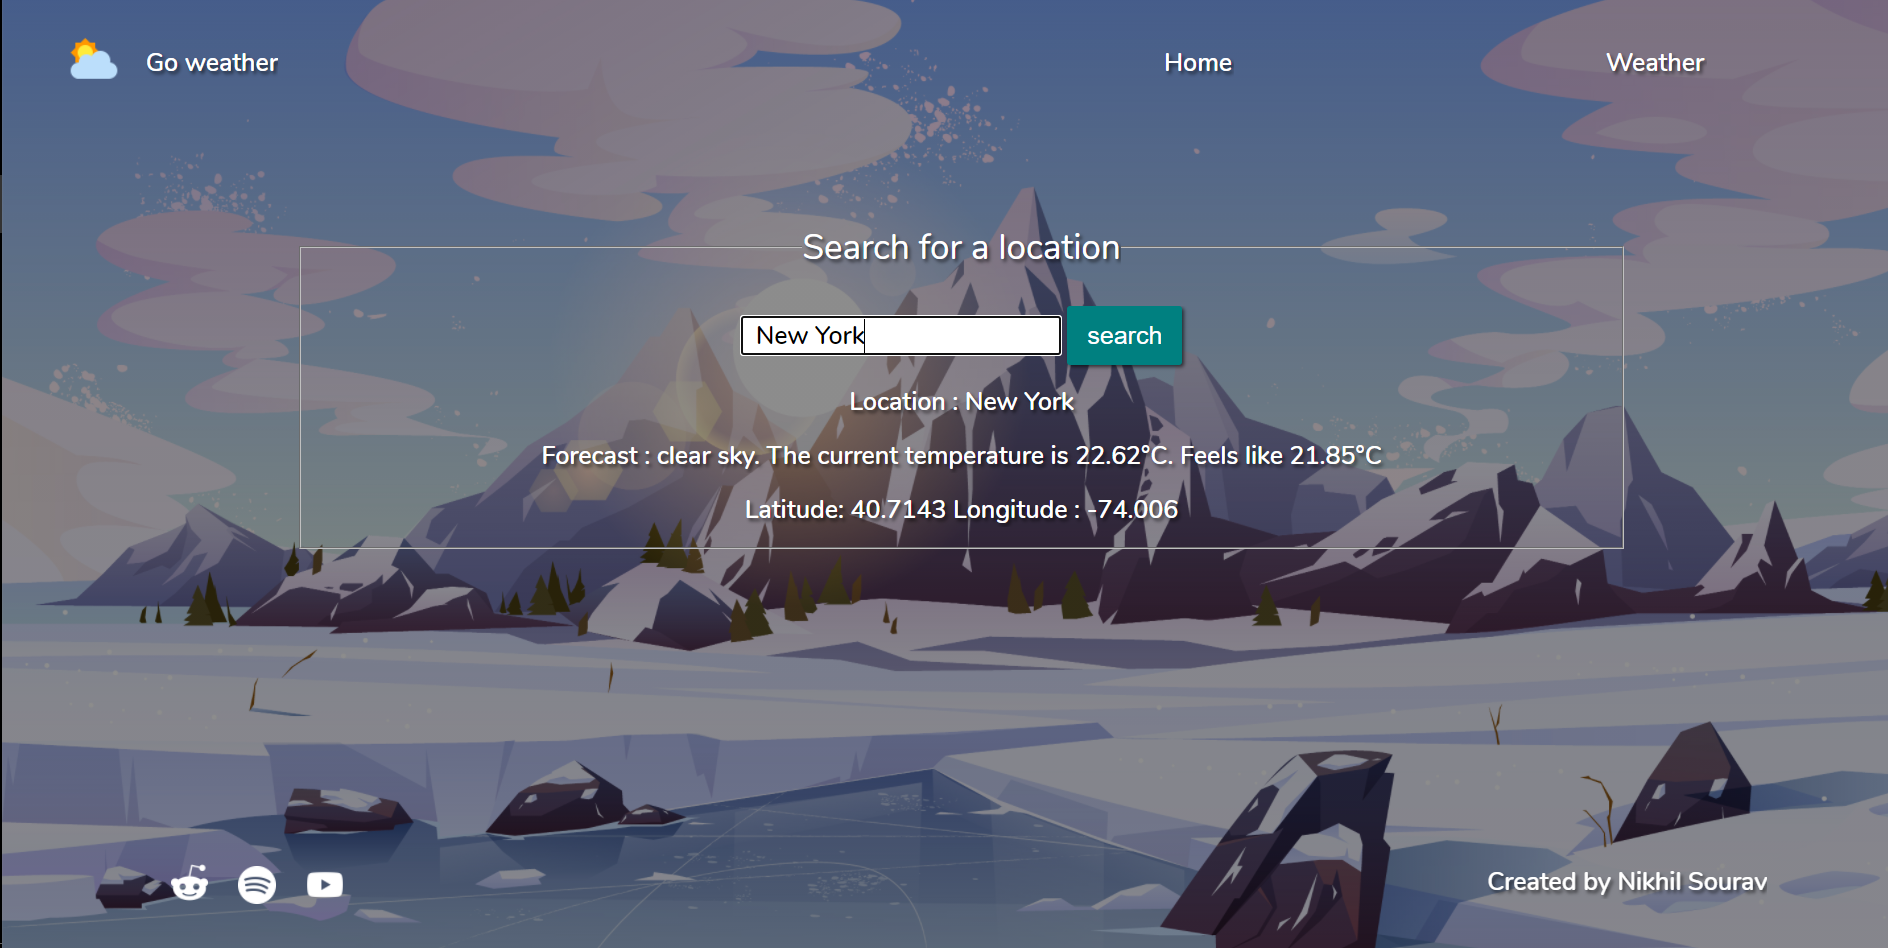 Go weather
Home
Weather
Search for a location
New York
search
Location : New York
Forecast : clear sky. The current temperature is 22.62°C. Feels like 21.85°C
Latitude: 40.7143 Longitude : -74.006
Created by Nikhil Sourav